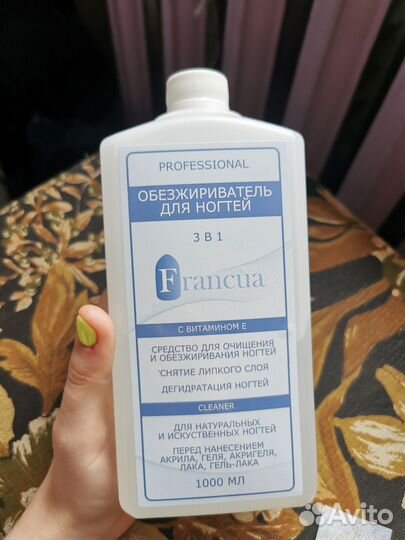 PROFESSIONAL
ОБЕЗЖИРИВАТЕЛЬ
ДЛЯ НОГТЕЙ
3 В 1
Francua
С ВИТАМИНОМ Е
СРЕДСТВО ДЛЯ ОЧИЩЕНИЯ
И ОБЕЗЖИРИВАНИЯ НОГТЕЙ
СНЯТИЕ ЛИПКОГО СЛОЯ
ДЕГИДРАТАЦИЯ НОГТЕЙ
CLEANER
ДЛЯ НАТУРАЛЬНЫХ
И ИСКУСТВЕННЫХ НОГТЕЙ
ПЕРЕД НАНЕСЕНИЕМ
АКРИЛА, ГЕЛЯ, АКРИГЕЛЯ,
ЛАКА, ГЕЛЬ-ЛАКА
1000 МЛ
Avito